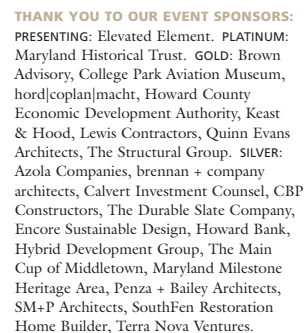 THANK YOU TO OUR EVENT SPONSORS:
PRESENTING: Elevated Element. PLATINUM:
Maryland Historical Trust. GOLD: Brown
Advisory, College Park Aviation Museum,
hord|coplan|macht, Howard County
Economic Development Authority, Keast
& Hood, Lewis Contractors, Quinn Evans
Architects, The Structural Group. SILVER:
Azola Companies, brennan + company
architects, Calvert Investment Counsel, CBP
Constructors, The Durable Slate Company,
Encore Sustainable Design, Howard Bank,
Hybrid Development Group, The Main
Cup of Middletown, Maryland Milestone
Heritage Area, Penza + Bailey Architects,
SM+P Architects, SouthFen Restoration
Home Builder, Terra Nova Ventures.